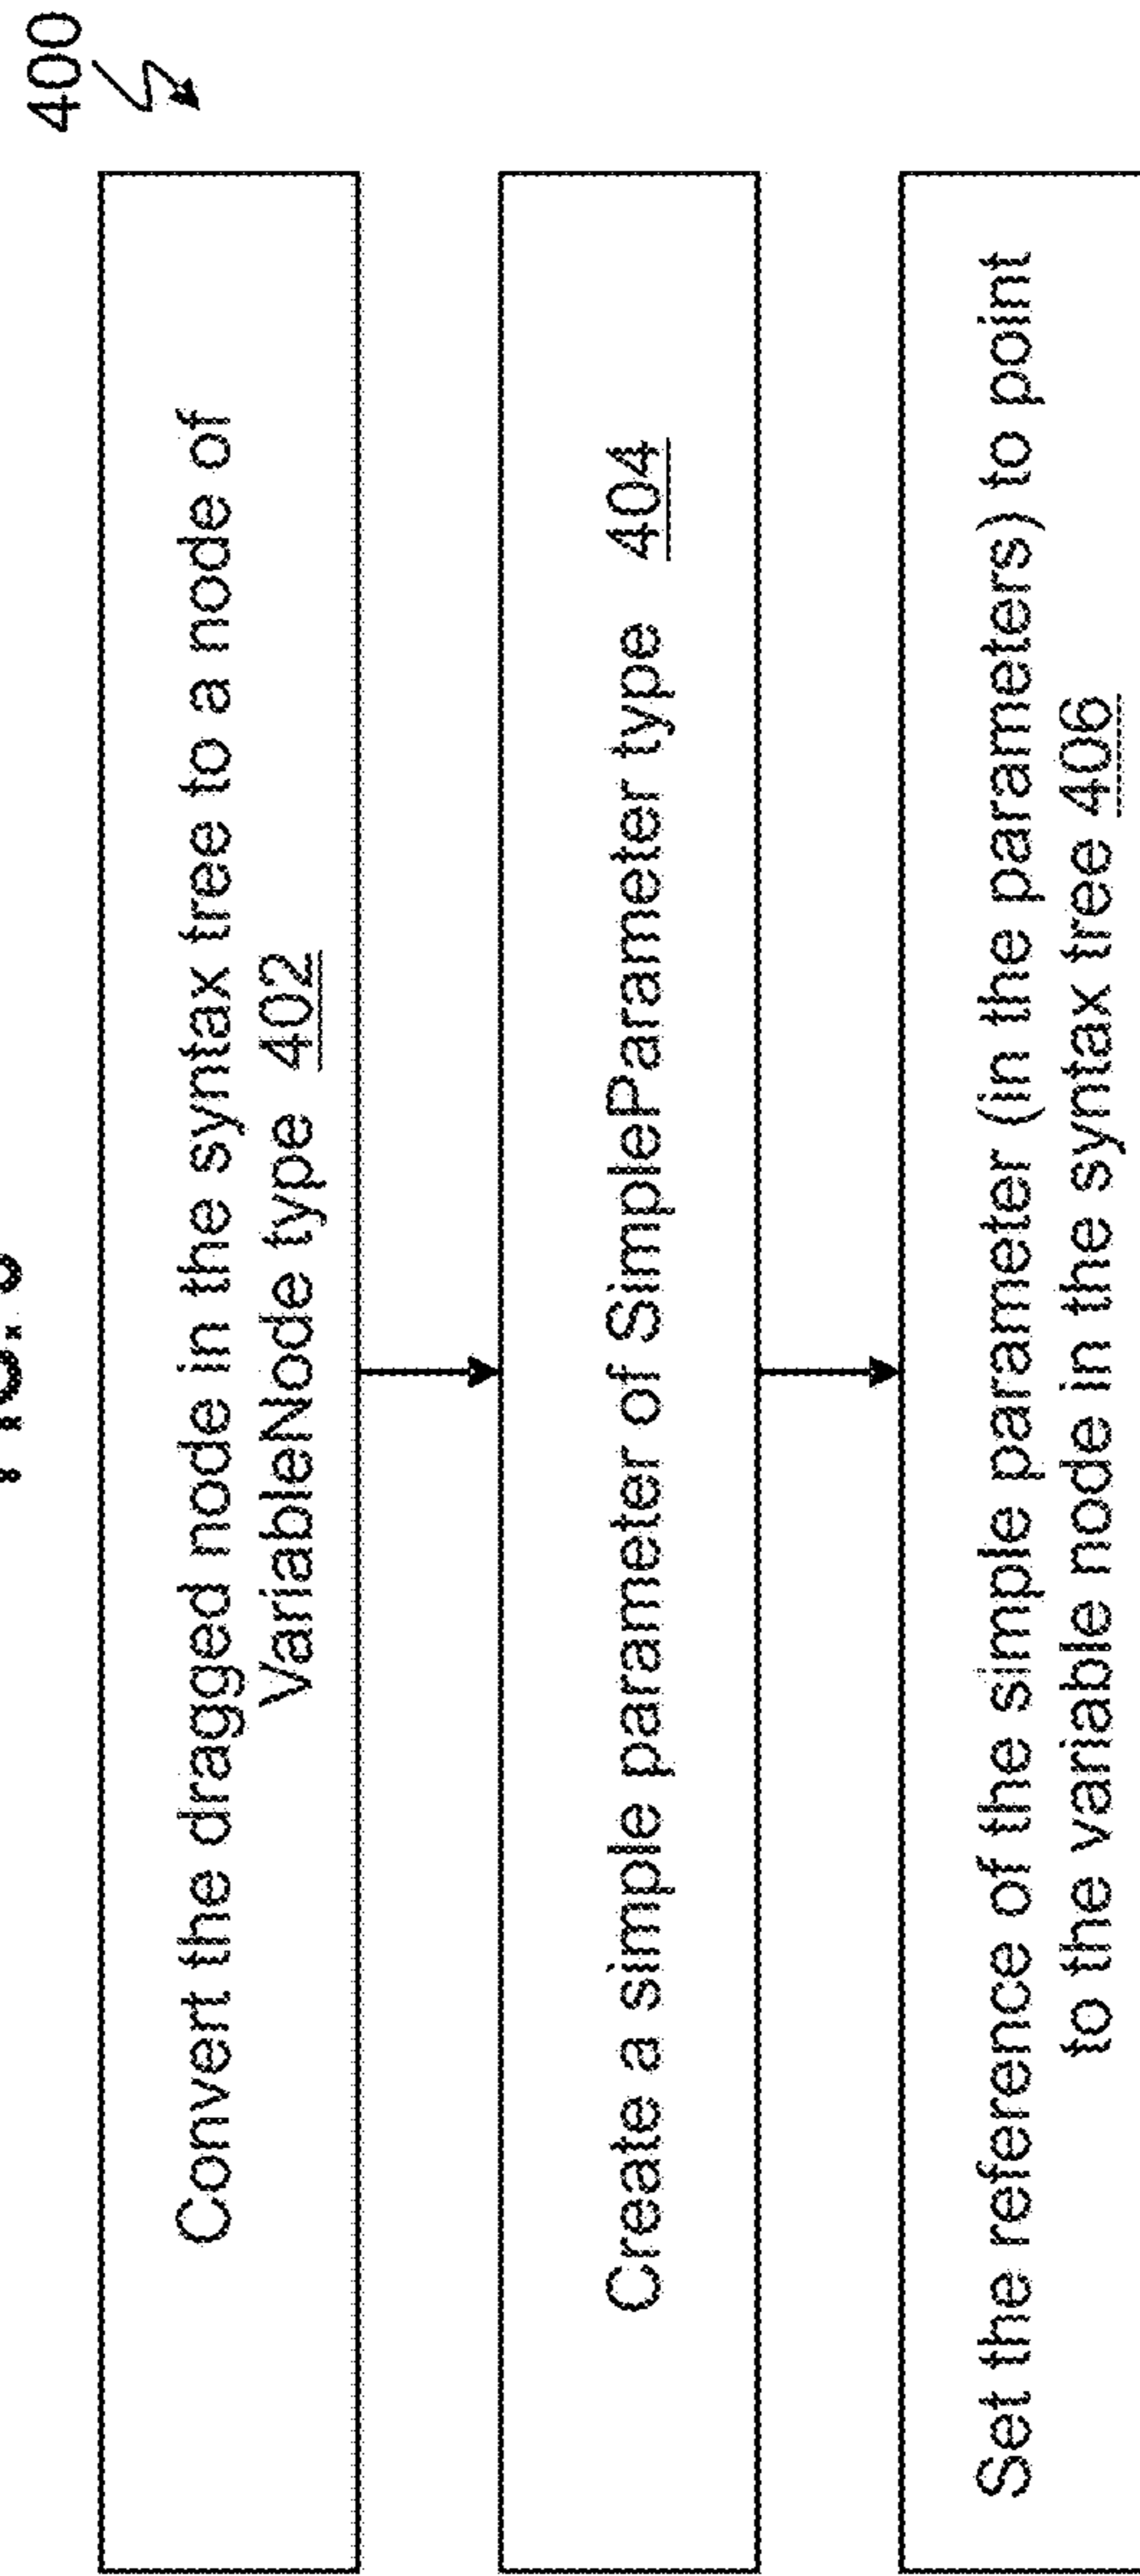 400
Convert the dragged node in the syntax tree to a node of
VariableNode type 402
Create a simple parameter of SimpleParameter type 404
Set the reference of the simple parameter (in the parameters) to point
to the variable node in the syntax tree 406